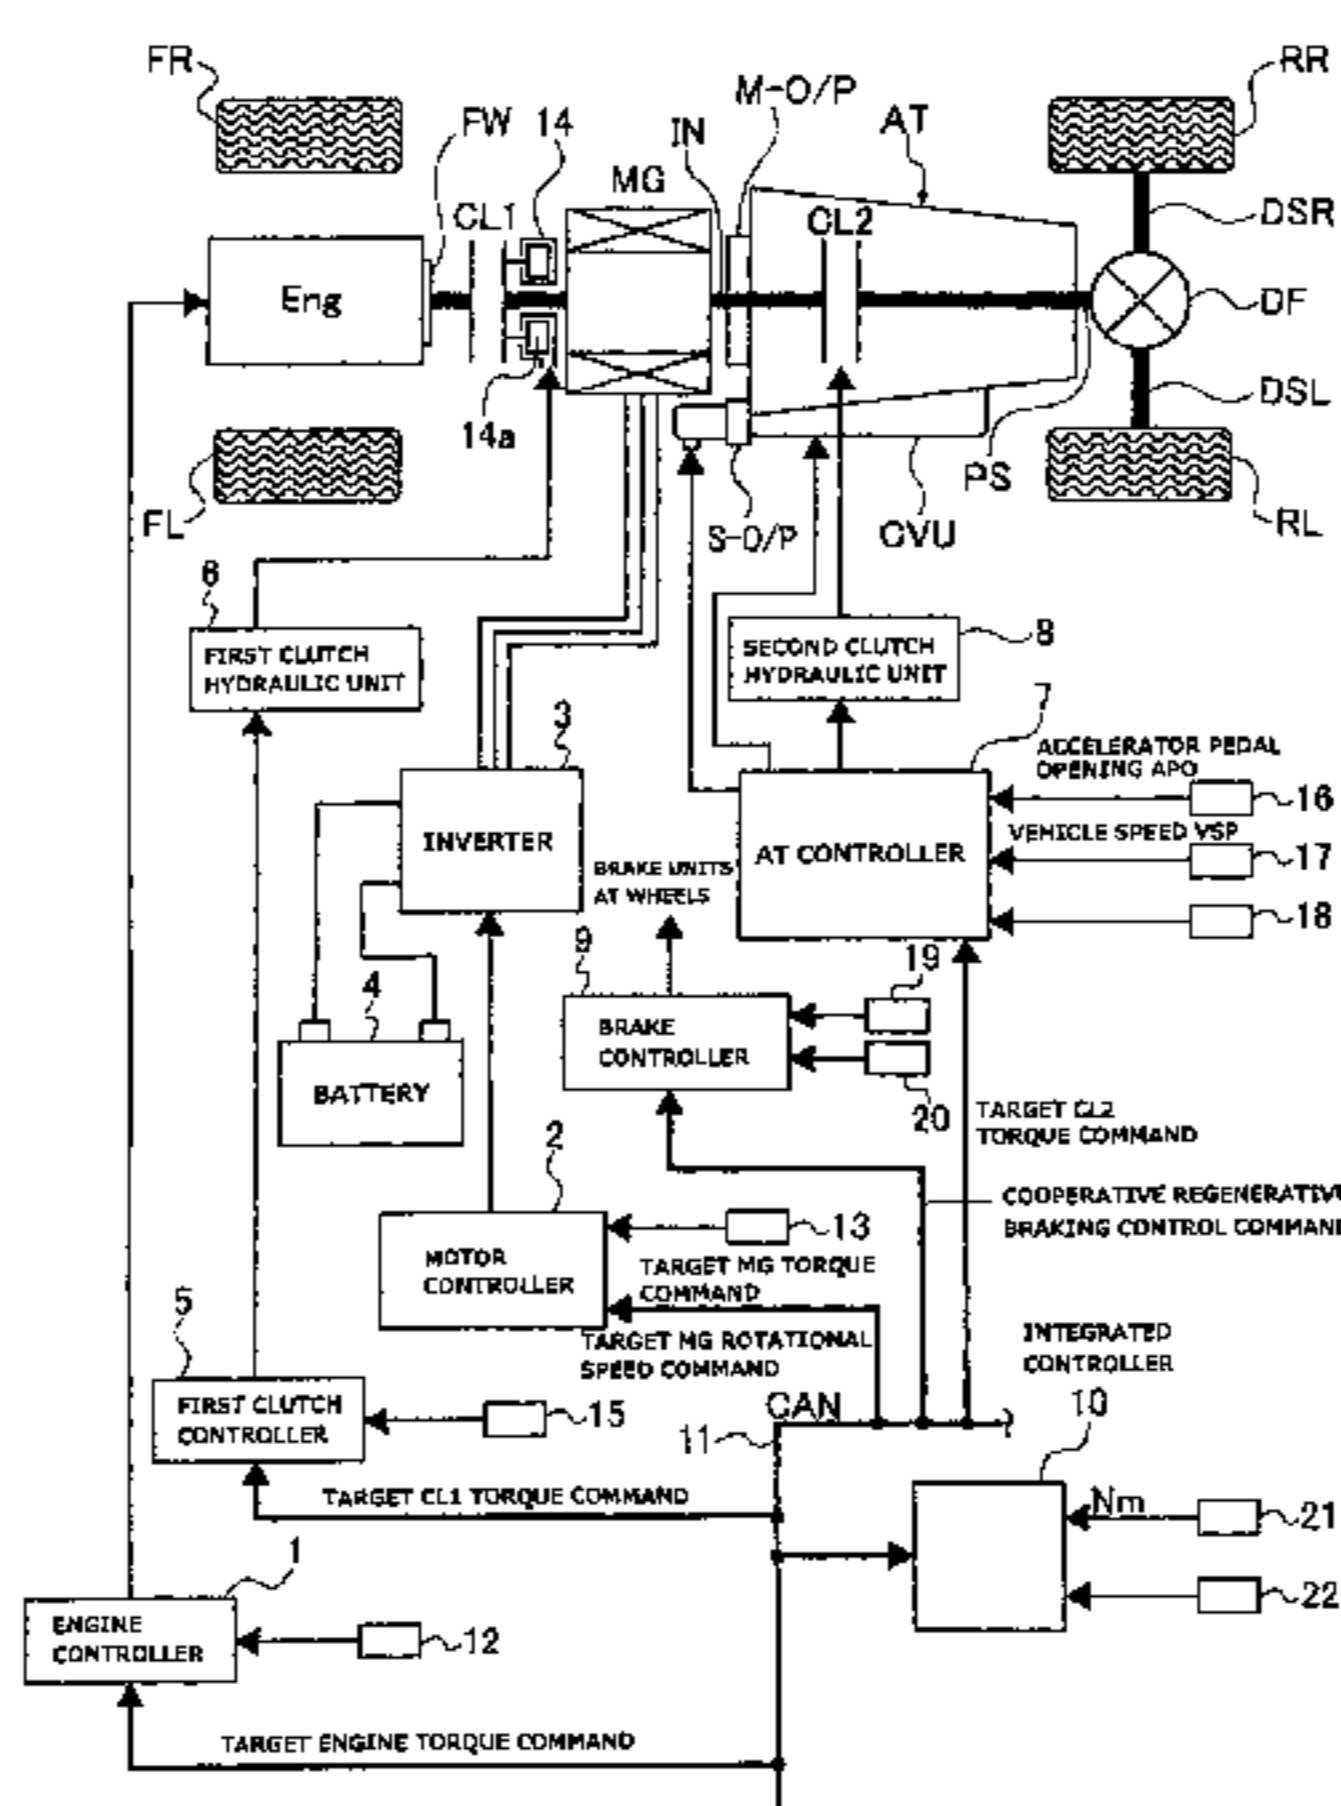 FR
RR
M-O/P
FW
14
IN
AT
MG
CL1
CL2
DSR
Eng
DF
DSL
14a
PS
FL
S-O/P
CVU
RL
6
FIRST CLUTCH
HYDRAULIC UNIT
SECOND CLUTCH
HYDRAULIC UNIT
8
7
3
ACCELERATOR PEDAL
OPENING APO
16
INVERTER
VEHICLE SPEED VSP
AT CONTROLLER
17
BRAKE UNITS
AT WHEELS
18
9
19
4
BRAKE
CONTROLLER
BATTERY
20
TARGET CL2
TORQUE COMMAND
2
COOPERATIVE REGENERATIVE
BRAKING CONTROL COMMAND
13
MOTOR
CONTROLLER
TARGET MG TORQUE
COMMAND
5
TARGET MG ROTATIONAL
SPEED COMMAND
INTEGRATED
CONTROLLER
FIRST CLUTCH
CONTROLLER
15
CAN
10
11
TARGET CL1 TORQUE COMMAND
Nm
21
1
22
ENGINE
CONTROLLER
12
TARGET ENGINE TORQUE COMMAND